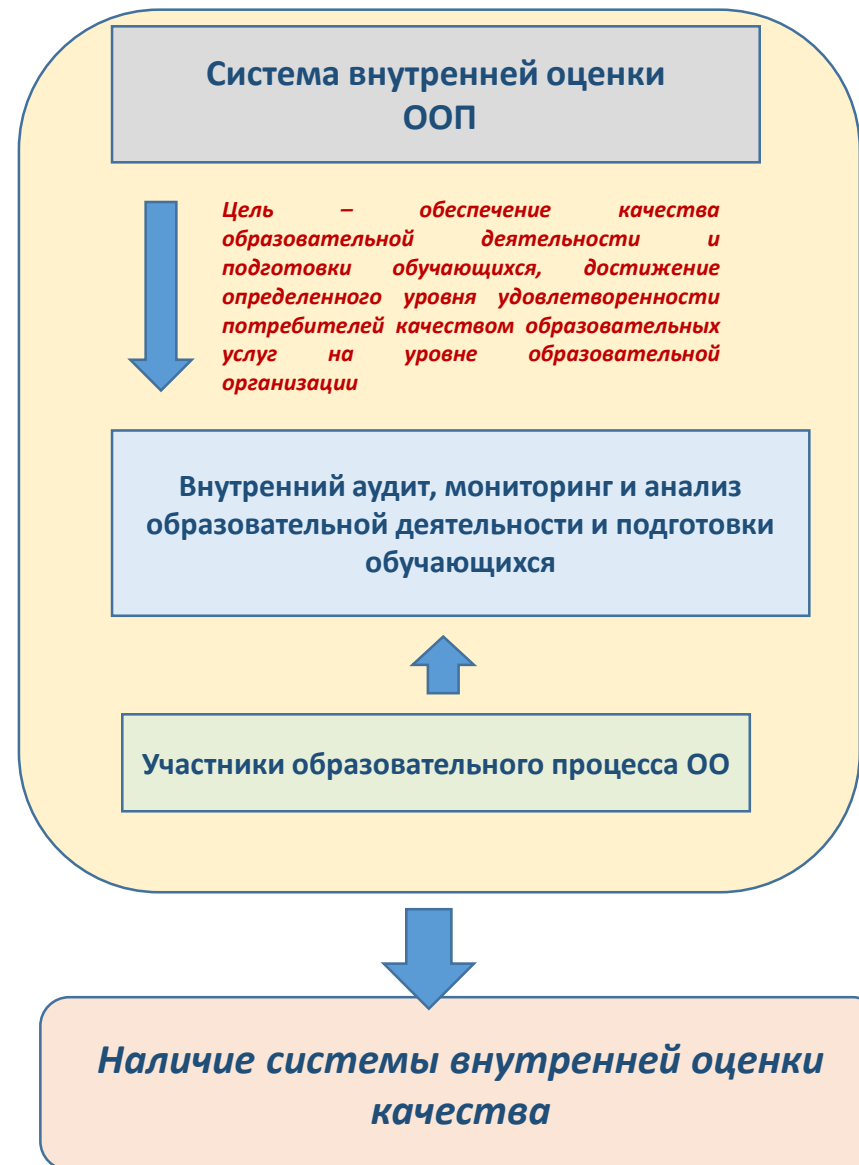 Система внутренней оценки
ООП
Цель – обеспечение качества
образовательной деятельности и
подготовки обучающихся, достижение
определенного уровня удовлетворенности
потребителей качеством образовательных
услуг на уровне образовательной
организации
Внутренний аудит, мониторинг и анализ
образовательной деятельности и подготовки
обучающихся
Участники образовательного процесса ОО
Наличие системы внутренней оценки
качества